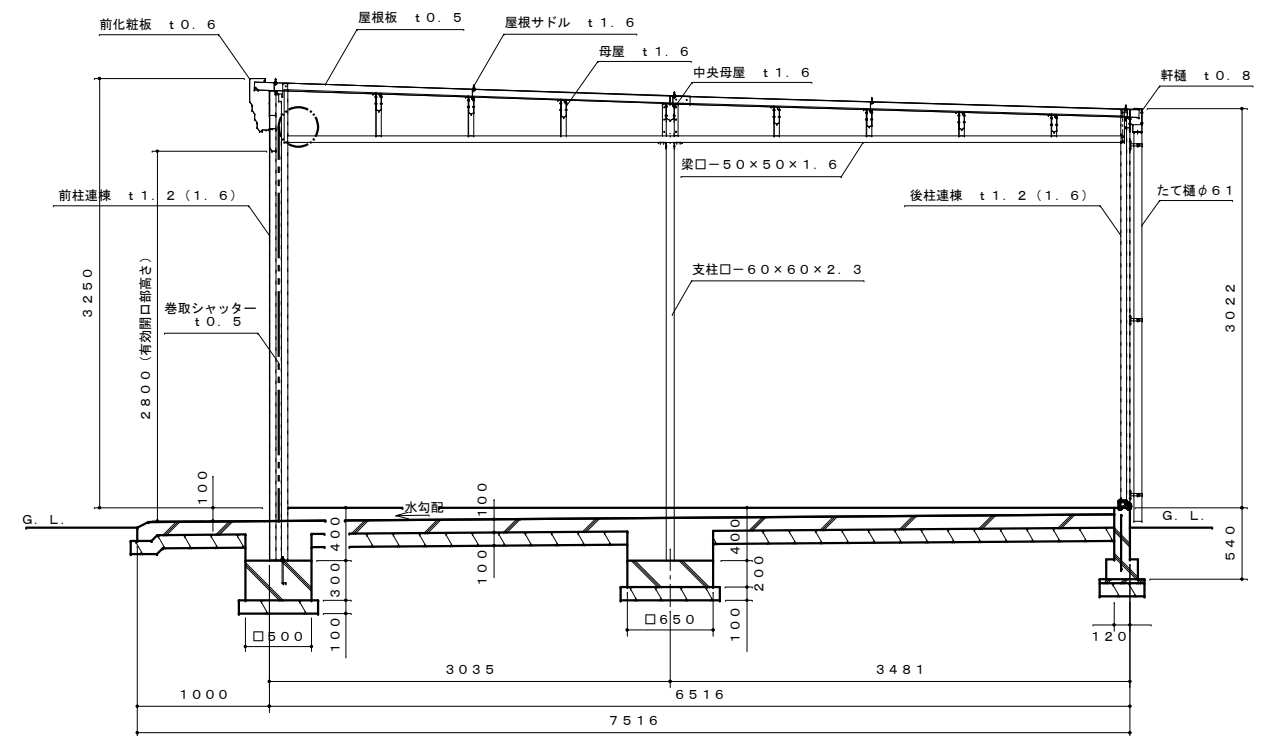 前化粧板 t0.6
屋根板 t0.5
屋根サドル t1.6
母屋 t1.6
中央母屋 t1.6
軒樋 t0.8
梁口-50×50×1.6
前柱連棟 t1.2(1.6)
後柱連棟 t1.2(1.6)
たて樋φ61
3250
2800(有効開口部高さ)
巻取シャッター
t0.5
支柱口-60×60×2.3
3022
100
水勾配
100
G.L.
G.L.
400
100
400
540
300
200
100
100
□500
□650
120
3035
3481
1000
6516
7516